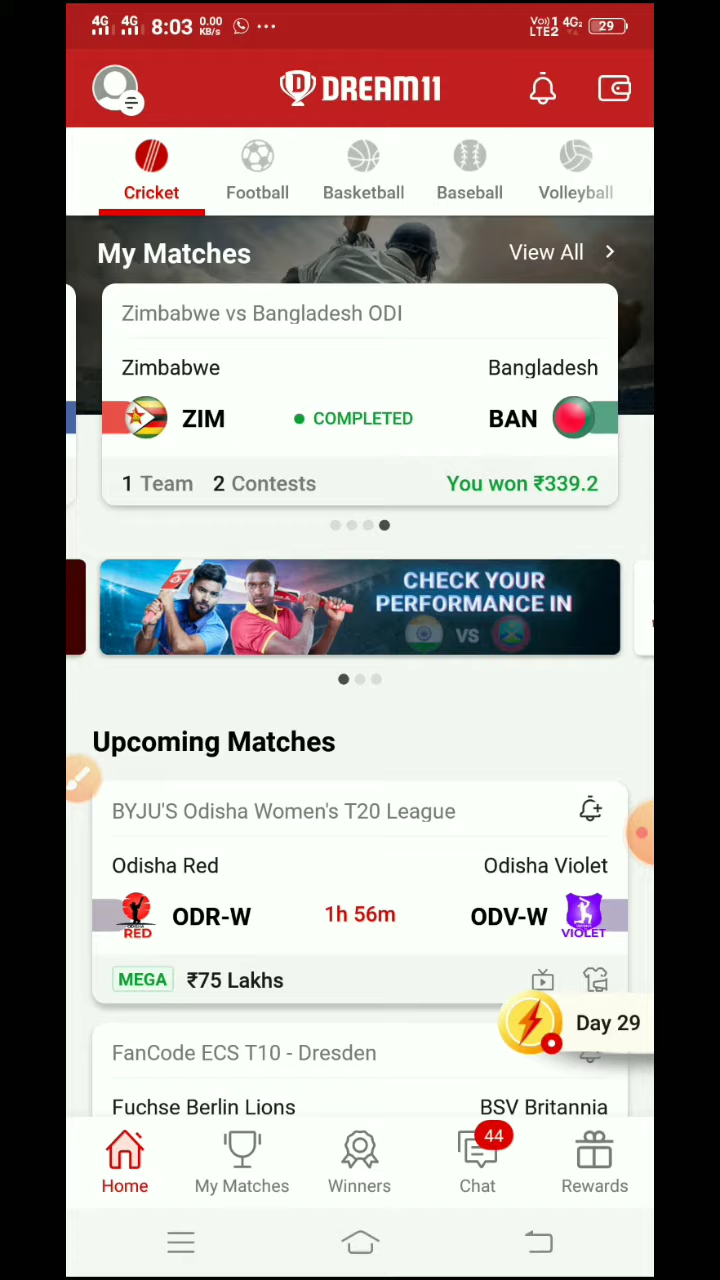 4G 4G 8:03 0.00 KB/s ... Vo) 1 LTE2 4G2 29
DREAM11
Cricket Football Basketball Baseball Volleyball
My Matches View All >
Zimbabwe vs Bangladesh ODI
Zimbabwe Bangladesh
ZIM COMPLETED BAN
1 Team 2 Contests You won ₹339.2
CHECK YOUR
PERFORMANCE IN
VS
Upcoming Matches
BYJU'S Odisha Women's T20 League
Odisha Red Odisha Violet
RED ODR-W 1h 56m ODV-W VIOLET
MEGA ₹75 Lakhs
Day 29
FanCode ECS T10 - Dresden
Fuchse Berlin Lions BSV Britannia
44
Home My Matches Winners Chat Rewards